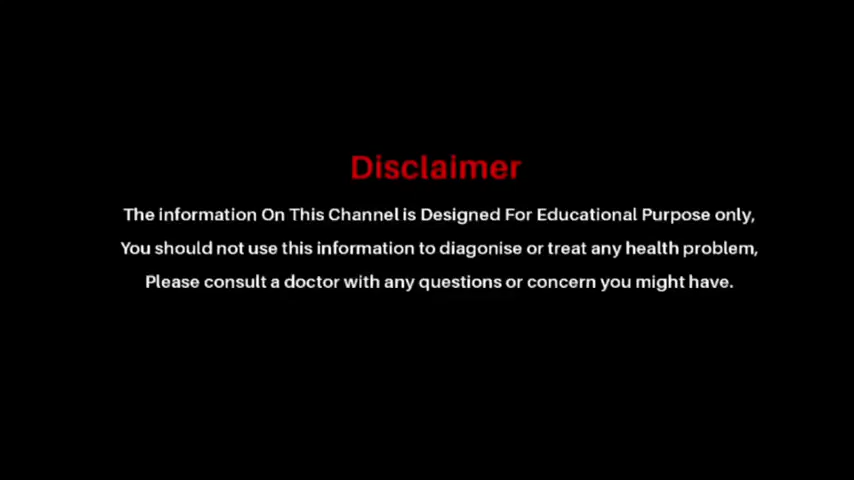 Disclaimer
The information On This Channel is Designed For Educational Purpose only,
You should not use this information to diagonise or treat any health problem,
Please consult a doctor with any questions or concern you might have.